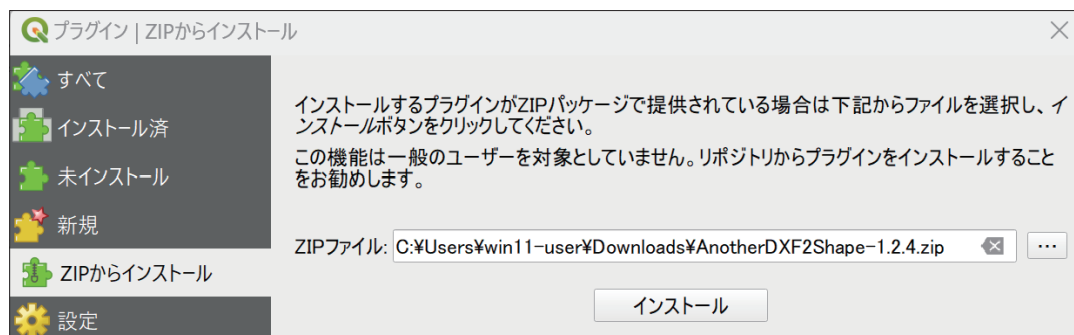 プラグイン | ZIPからインストール
すべて
インストール済
未インストール
新規
ZIPからインストール
設定
インストールするプラグインがZIPパッケージで提供されている場合は下記からファイルを選択し、イ
ンストールボタンをクリックしてください。
この機能は一般のユーザーを対象としていません。リポジトリからプラグインをインストールすること
をお勧めします。
ZIPファイル: C:¥Users¥win11-user¥Downloads¥AnotherDXF2Shape-1.2.4.zip ...
インストール